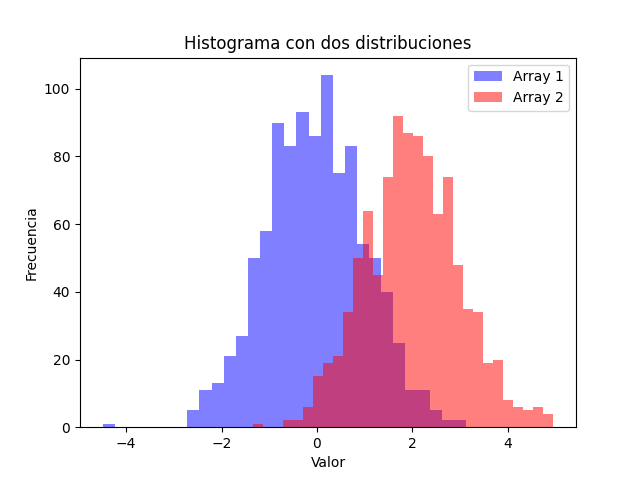 Histograma con dos distribuciones
Array 1
Array 2
100
80
60
40
20
0
Frecuencia
−4
−2
0
2
4
Valor